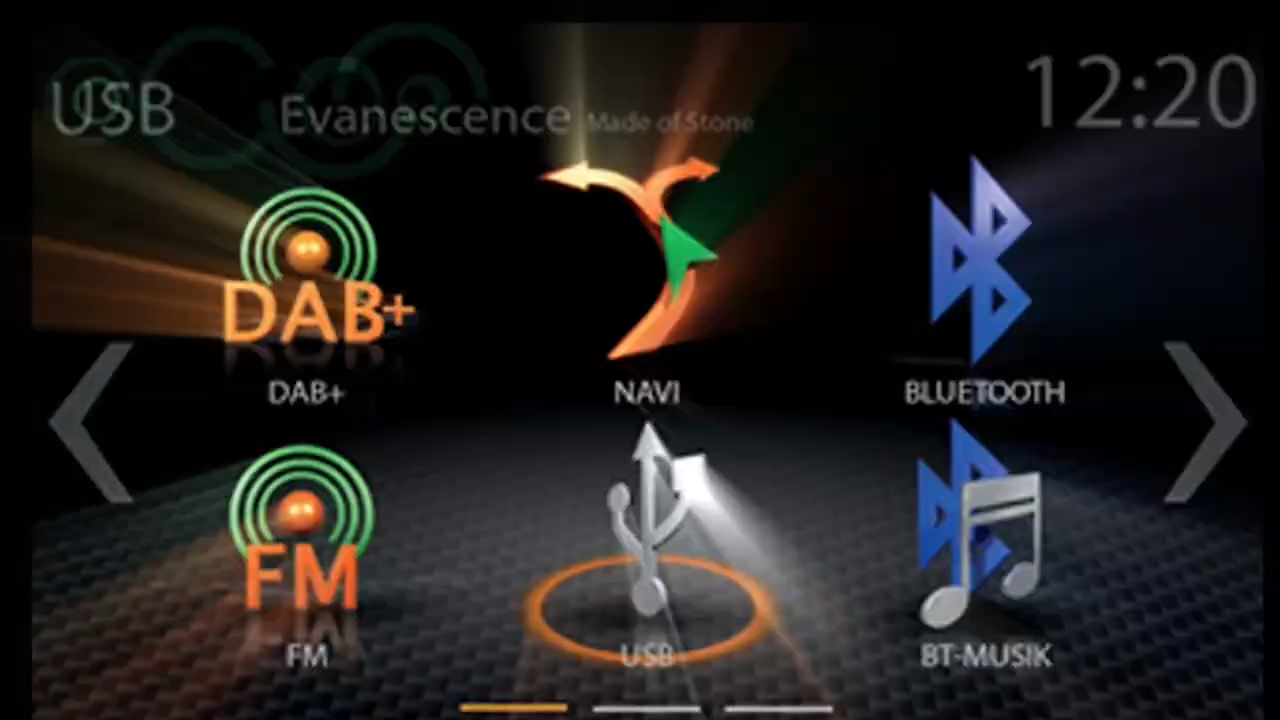 USB Evanescence Made of Stone 12:20
DAB+
DAB+ NAVI BLUETOOTH
FM
FM USB BT-MUSIK